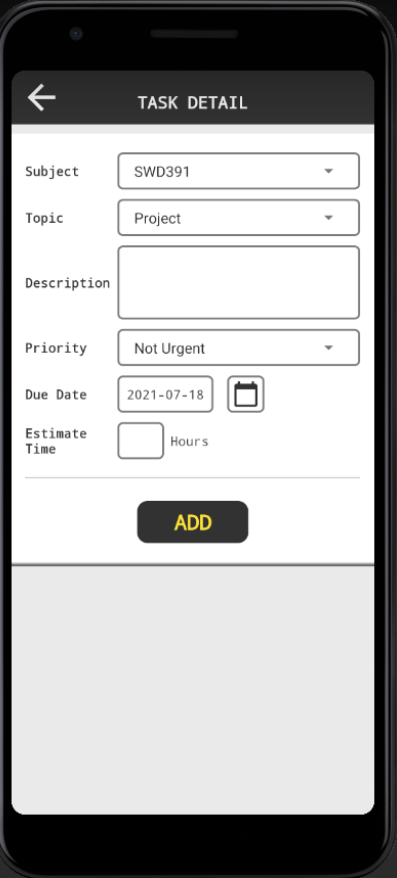 TASK DETAIL
Subject SWD391
Topic Project
Description
Priority Not Urgent
Due Date 2021-07-18
Estimate
Time Hours
ADD